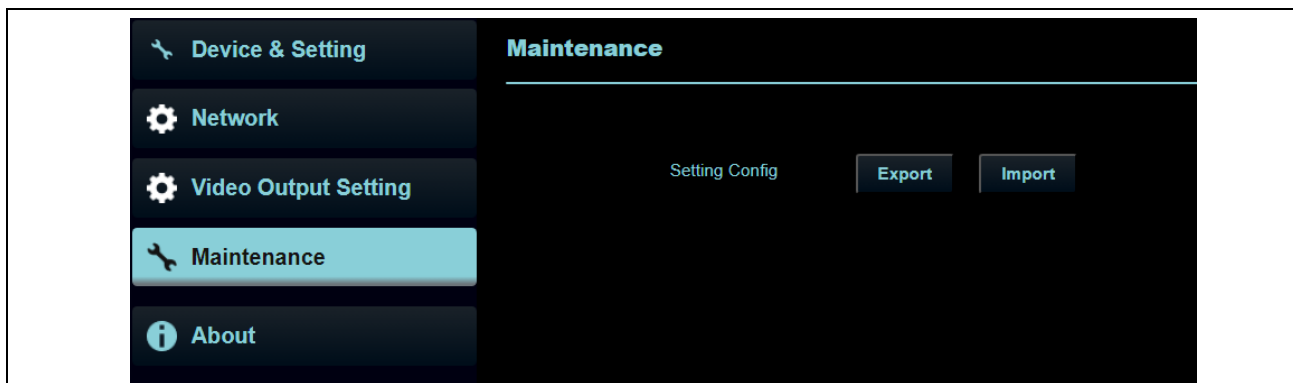 Device & Setting
Network
Video Output Setting
Maintenance
About
Maintenance
Setting Config
Export
Import